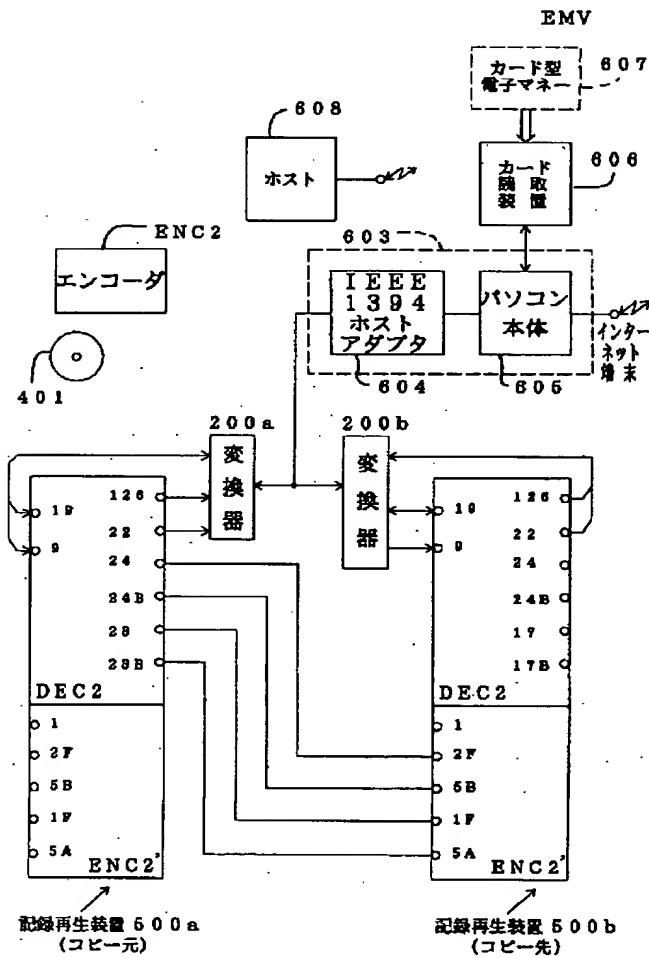 EMV
カード型
電子マネー
607
608
ホスト
カード
読取
装置
606
ENC2
エンコーダ
603
IEEE
1394
ホスト
アダプタ
604
パソコン
本体
605
インター
ネット
端末
401
200a
変換器
200b
変換器
19
9
126
22
24
24B
28
28B
DEC2
1
2F
5B
1F
5A
ENC2'
19
9
126
22
24
24B
17
17B
DEC2
1
2F
5B
1F
5A
ENC2'
記録再生装置500a
(コピー元)
記録再生装置500b
(コピー先)